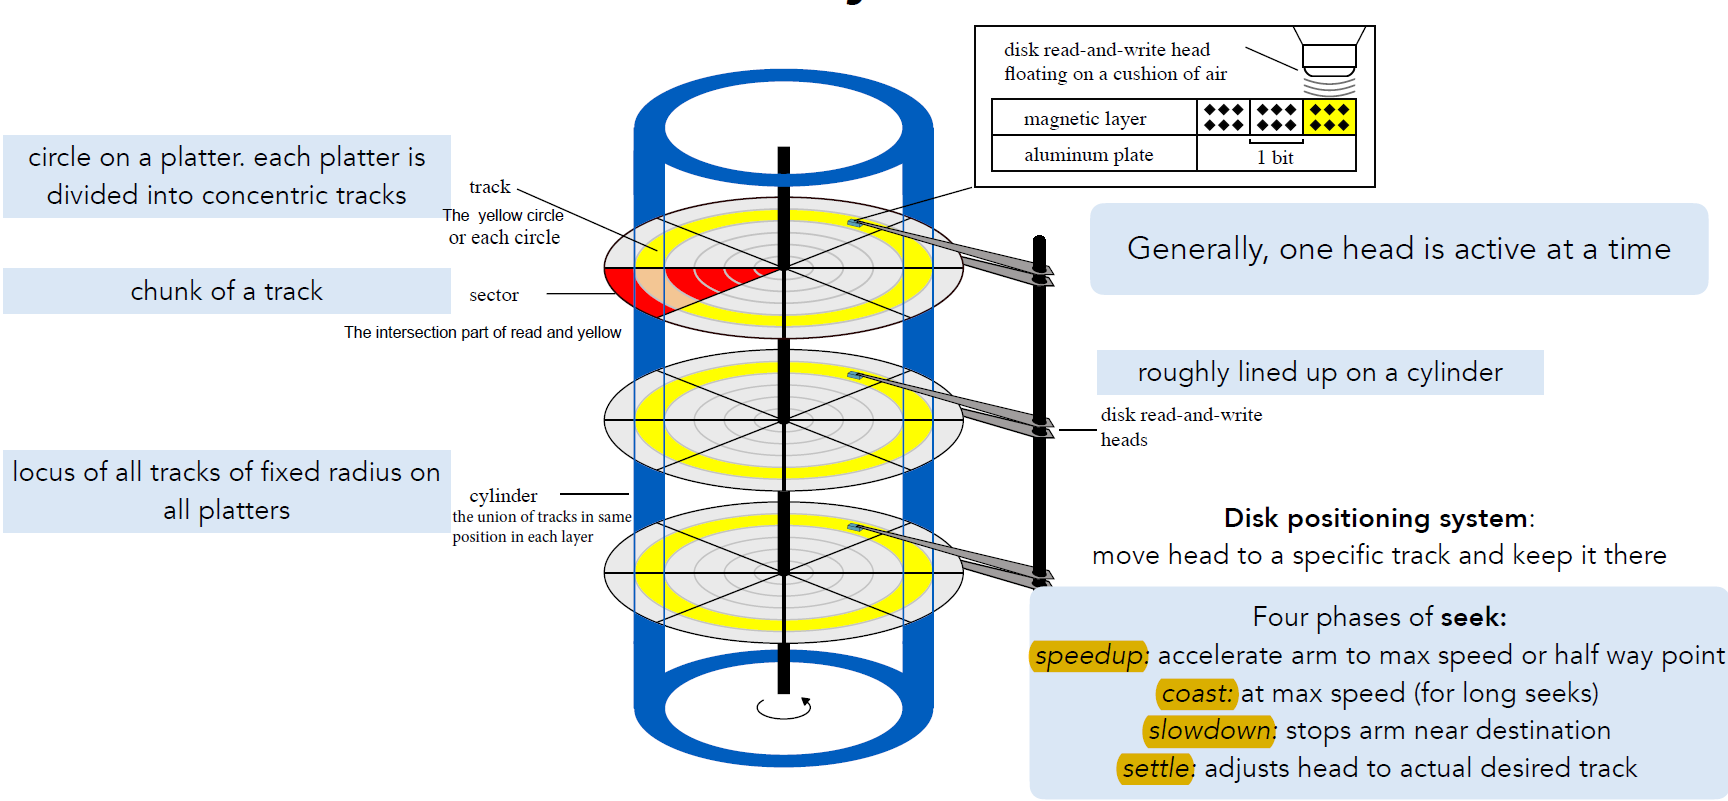 disk read-and-write head
floating on a cushion of air
magnetic layer
aluminum plate
1 bit
circle on a platter. each platter is
divided into concentric tracks
track
The yellow circle
or each circle
Generally, one head is active at a time
chunk of a track
sector
The intersection part of read and yellow
roughly lined up on a cylinder
disk read-and-write
heads
locus of all tracks of fixed radius on
all platters
cylinder
the union of tracks in same
position in each layer
Disk positioning system:
move head to a specific track and keep it there
Four phases of seek:
speedup: accelerate arm to max speed or half way point
coast: at max speed (for long seeks)
slowdown: stops arm near destination
settle: adjusts head to actual desired track